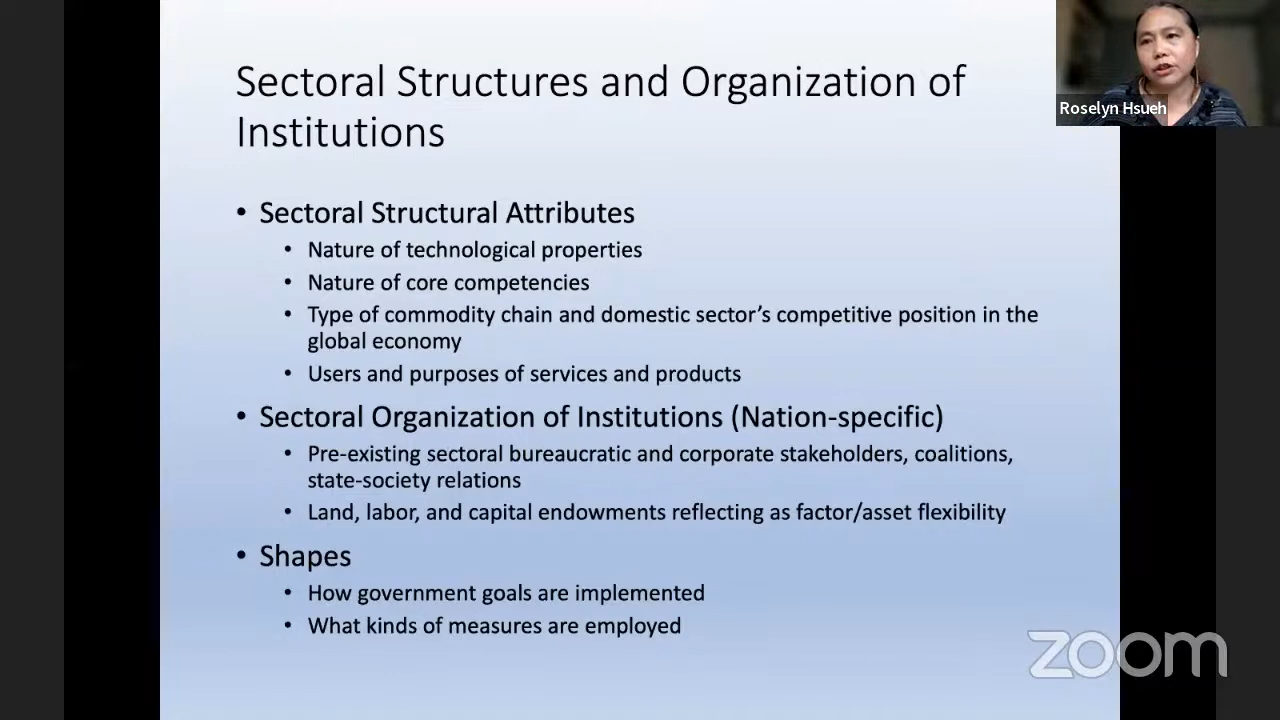 Sectoral Structures and Organization of
Institutions
• Sectoral Structural Attributes
• Nature of technological properties
• Nature of core competencies
• Type of commodity chain and domestic sector’s competitive position in the
global economy
• Users and purposes of services and products
• Sectoral Organization of Institutions (Nation-specific)
• Pre-existing sectoral bureaucratic and corporate stakeholders, coalitions,
state-society relations
• Land, labor, and capital endowments reflecting as factor/asset flexibility
• Shapes
• How government goals are implemented
• What kinds of measures are employed
Roselyn Hsueh
zoom